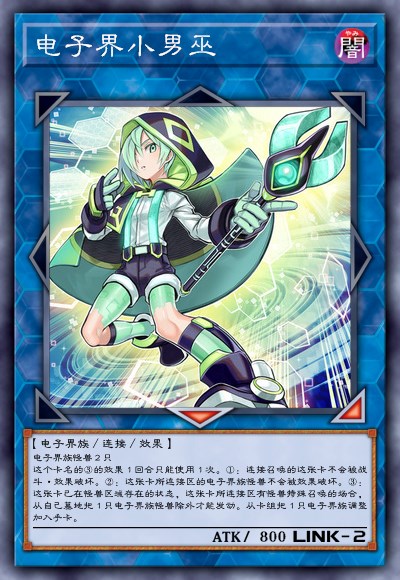 电子界小男巫
やみ
闇
【电子界族／连接／效果】
电子界族怪兽2只
这个卡名的③的效果1回合只能使用1次。①：连接召唤的这张卡不会被战
斗·效果破坏。②：这张卡所连接区的电子界族怪兽不会被效果破坏。③：
这张卡已在怪兽区域存在的状态，这张卡所连接区有怪兽特殊召唤的场合，
从自己墓地把1只电子界族怪兽除外才能发动。从卡组把1只电子界族调整
加入手卡。
ATK/ 800 LINK-2